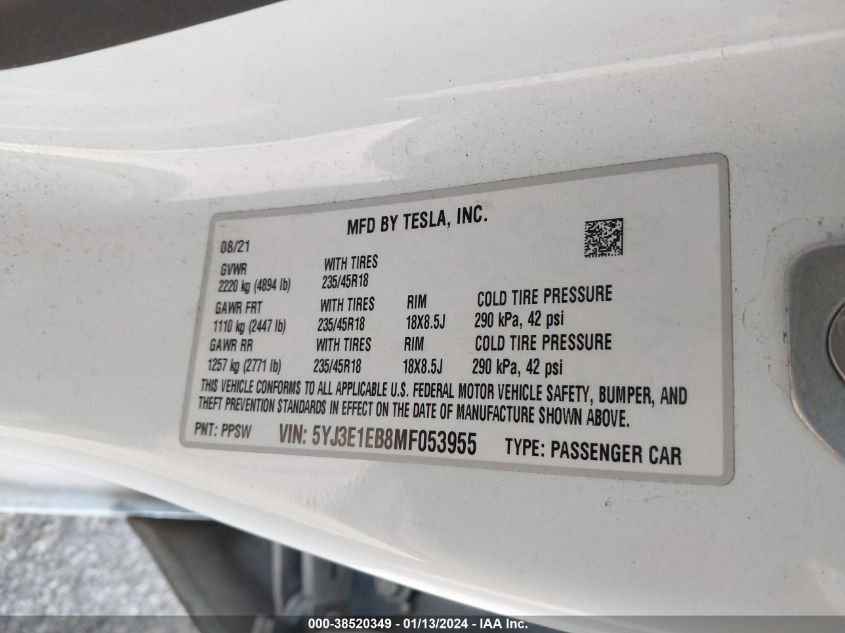 MFD BY TESLA, INC.
08/21
GVWR WITH TIRES
2220 kg (4894 lb) 235/45R18
GAWR FRT WITH TIRES RIM COLD TIRE PRESSURE
1110 kg (2447 lb) 235/45R18 18X8.5J 290 kPa, 42 psi
GAWR RR WITH TIRES RIM COLD TIRE PRESSURE
1257 kg (2771 lb) 235/45R18 18X8.5J 290 kPa, 42 psi
THIS VEHICLE CONFORMS TO ALL APPLICABLE U.S. FEDERAL MOTOR VEHICLE SAFETY, BUMPER, AND
THEFT PREVENTION STANDARDS IN EFFECT ON THE DATE OF MANUFACTURE SHOWN ABOVE.
PNT: PPSW VIN: 5YJ3E1EB8MF053955 TYPE: PASSENGER CAR
000-38520349 - 01/13/2024 - IAA Inc.